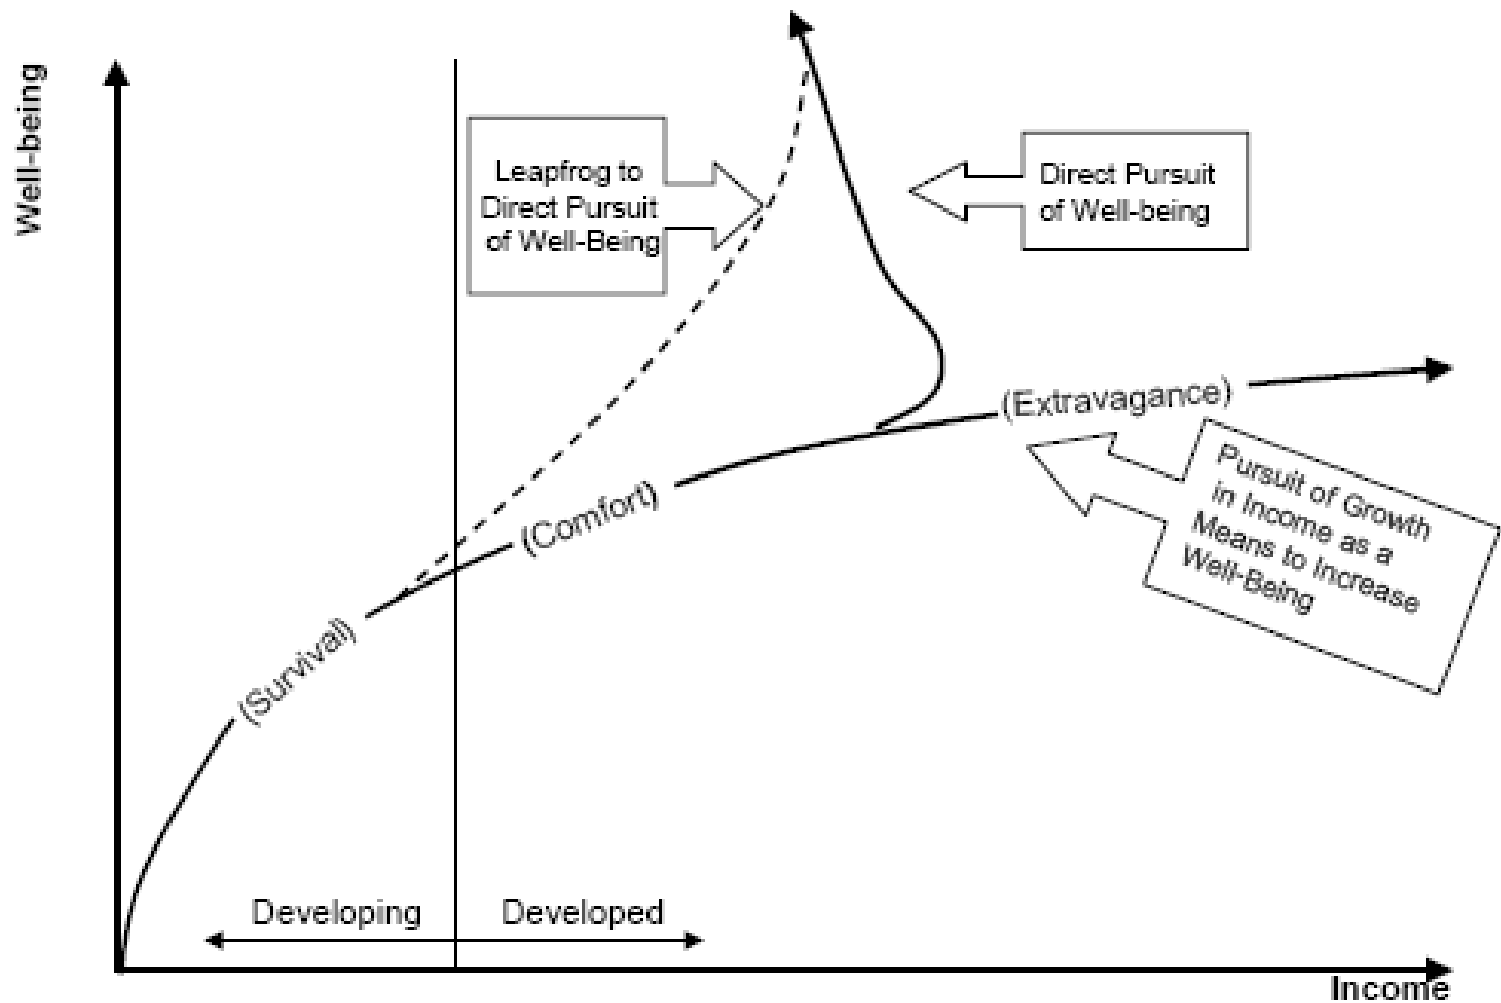 Well-being
Leapfrog to
Direct Pursuit
of Well-Being
Direct Pursuit
of Well-being
(Extravagance)
Pursuit of Growth
in Income as a
Means to Increase
Well-Being
(Comfort)
(Survival)
Developing
Developed
Income